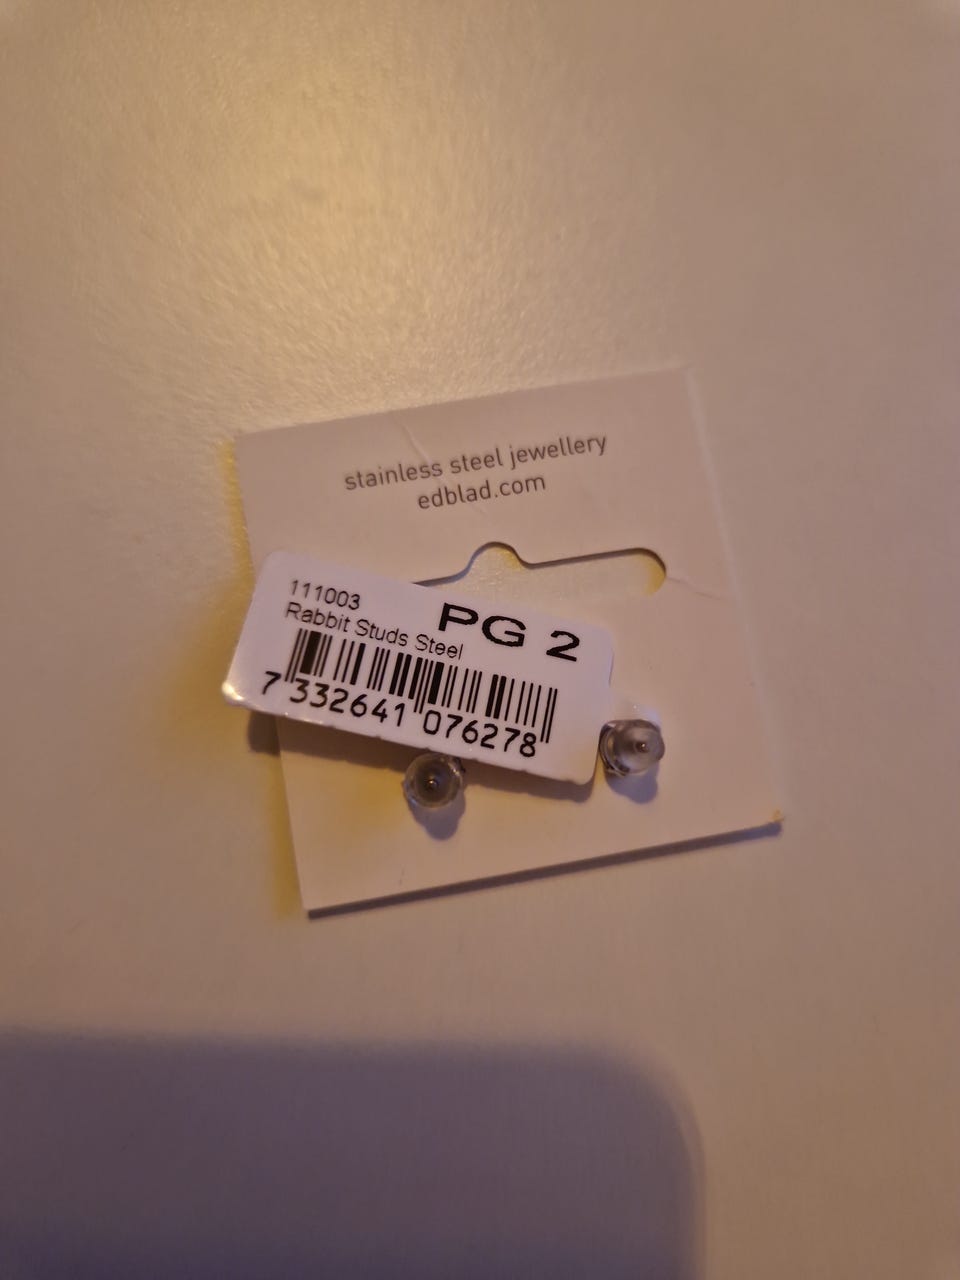 stainless steel jewellery
edblad.com
111003
PG 2
Rabbit Studs Steel
7 332641 076278